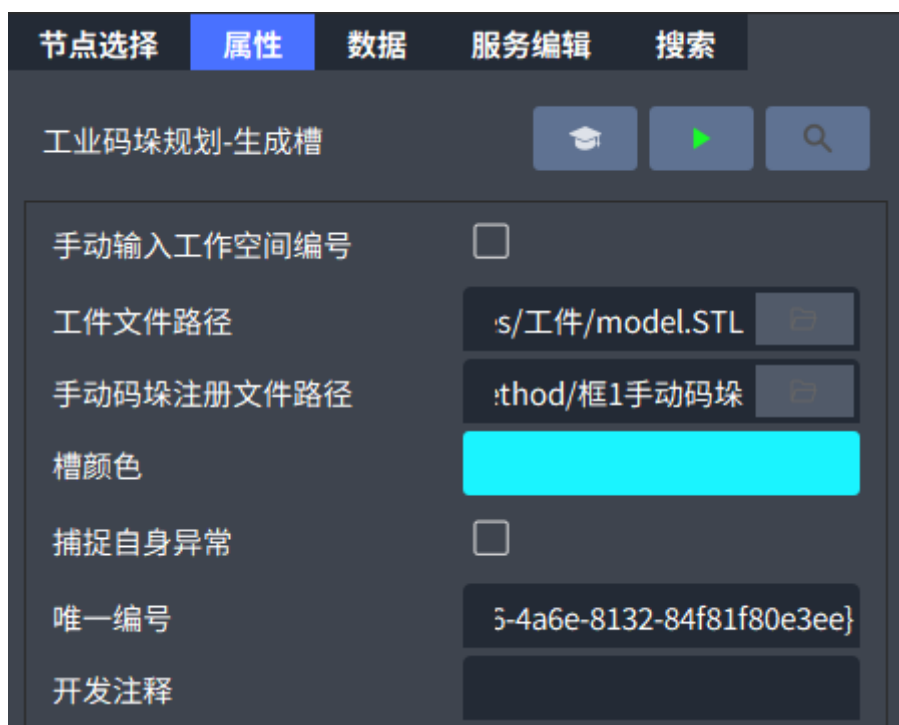 节点选择 属性 数据 服务编辑 搜索
工业码垛规划-生成槽
手动输入工作空间编号
工件文件路径 s/工件/model.STL
手动码垛注册文件路径 thod/框1手动码垛
槽颜色
捕捉自身异常
唯一编号 -4a6e-8132-84f81f80e3ee}
开发注释